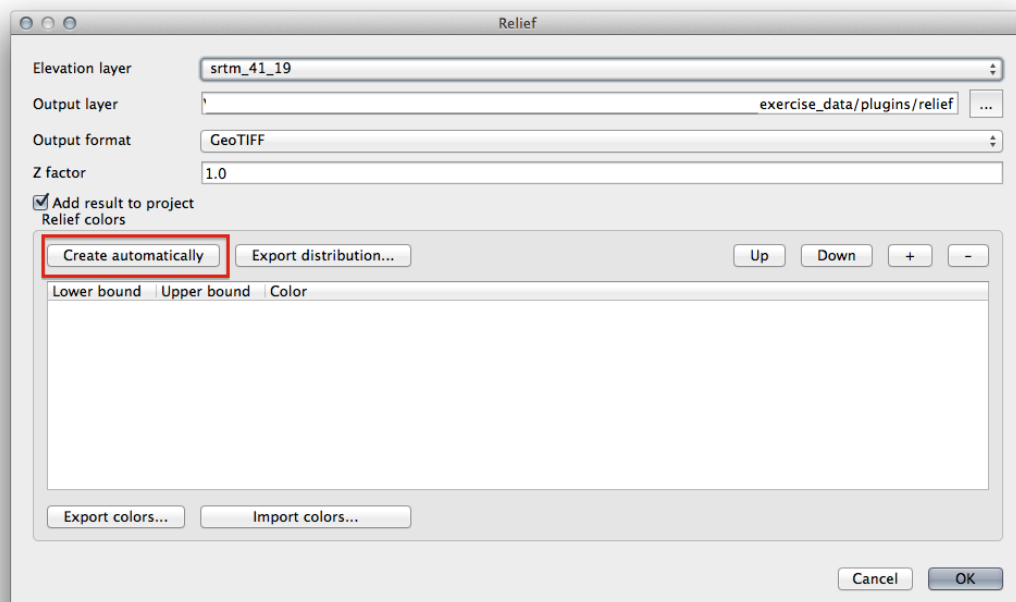 Relief
Elevation layer srtm_41_19
Output layer exercise_data/plugins/relief ...
Output format GeoTIFF
Z factor 1.0
Add result to project
Relief colors
Create automatically Export distribution... Up Down + -
Lower bound Upper bound Color
Export colors... Import colors...
Cancel OK